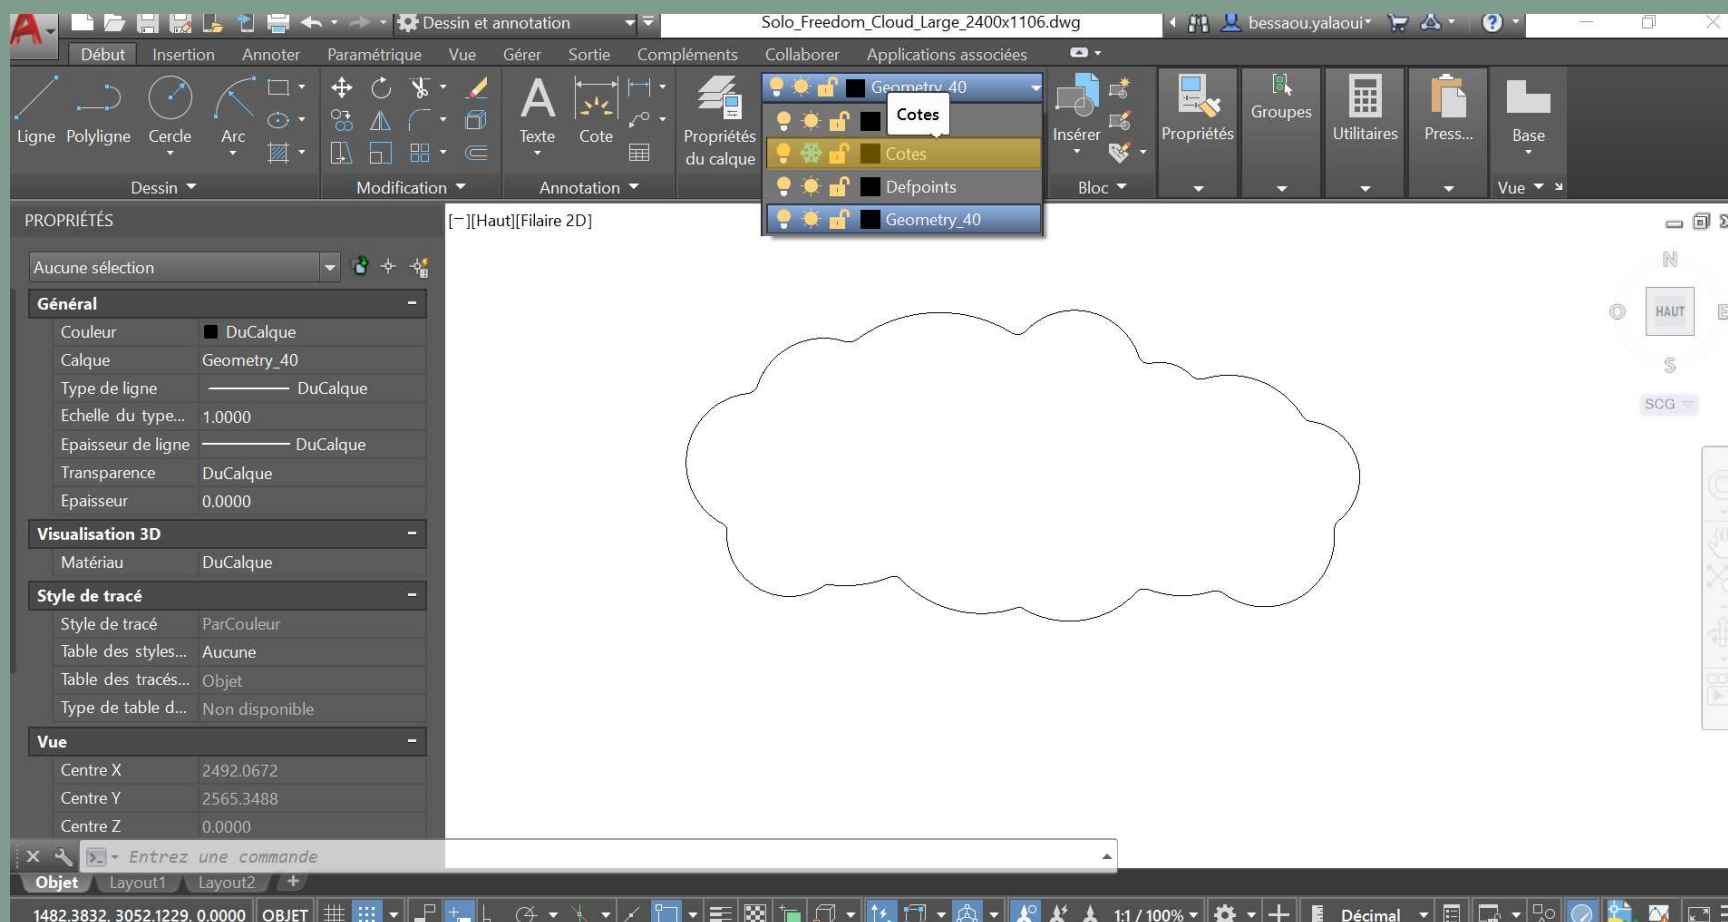 Dessin et annotation
Solo_Freedom_Cloud_Large_2400x1106.dwg
bessaou.yalaoui
Début Insertion Annoter Paramétrique Vue Gérer Sortie Compléments Collaborer Applications associées
Geometry_40
Cotes
Cotes
Defpoints
Geometry_40
Ligne Polyligne Cercle Arc
Texte Cote
Propriétés
du calque
Insérer
Propriétés
Groupes
Utilitaires
Press...
Base
Dessin
Modification
Annotation
Bloc
Vue
PROPRIÉTÉS
[−][Haut][Filaire 2D]
Aucune sélection
Général
Couleur DuCalque
Calque Geometry_40
Type de ligne DuCalque
Echelle du type... 1.0000
Epaisseur de ligne DuCalque
Transparence DuCalque
Epaisseur 0.0000
Visualisation 3D
Matériau DuCalque
Style de tracé
Style de tracé ParCouleur
Table des styles... Aucune
Table des tracés... Objet
Type de table d... Non disponible
Vue
Centre X 2492.0672
Centre Y 2565.3488
Centre Z 0.0000
N
O HAUT E
S
SCG
Entrez une commande
Objet Layout1 Layout2 +
1482.3832, 3052.1229, 0.0000 OBJET
1:1 / 100%
Décimal